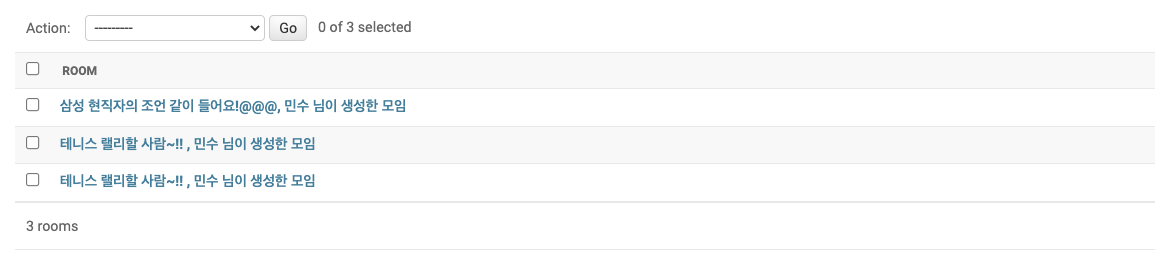 Action: --------- Go 0 of 3 selected
ROOM
삼성 현직자의 조언 같이 들어요!@@@, 민수 님이 생성한 모임
테니스 랠리할 사람~!! , 민수 님이 생성한 모임
테니스 랠리할 사람~!! , 민수 님이 생성한 모임
3 rooms